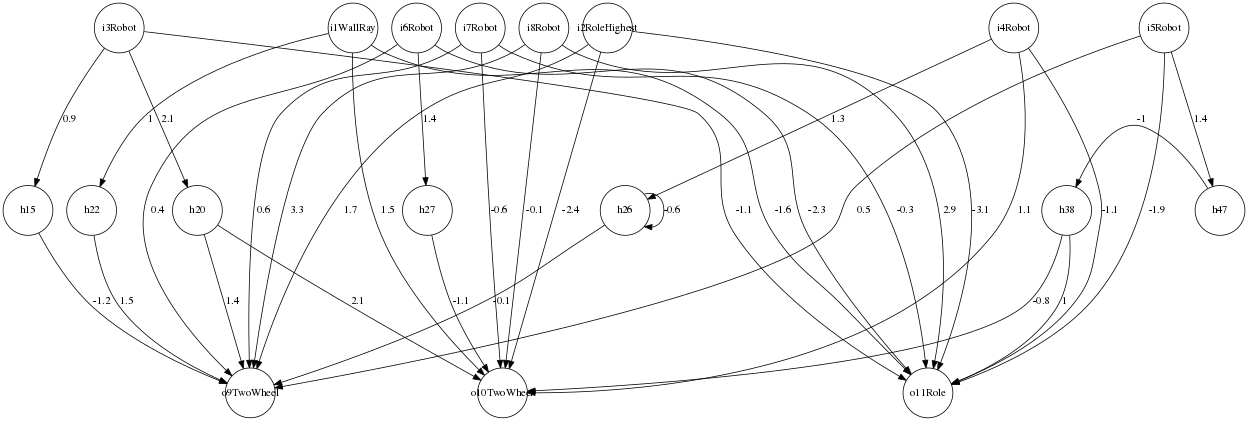 i3Robot
i1WallRay
i6Robot
i7Robot
i8Robot
i2RoleHighest
i4Robot
i5Robot
0.9
1
2.1
1.4
1.3
-1
1.4
h15
h22
h20
0.4
0.6
3.3
1.7
1.5
h27
-0.6
-0.1
-2.4
h26
-0.6
-1.1
-1.6
-2.3
0.5
-0.3
2.9
-3.1
1.1
h38
-1.1
-1.9
h47
-1.2
1.5
1.4
2.1
-1.1
-0.1
-0.8
1
o9TwoWheel
o10TwoWheel
o11Role